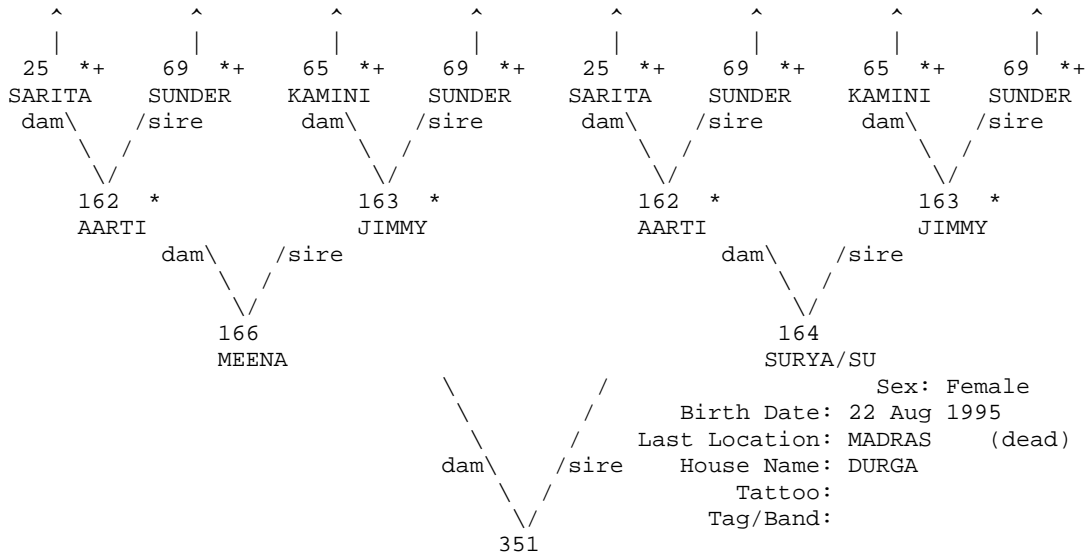 ^ ^ ^ ^ ^ ^ ^ ^
| | | | | | | |
25 *+ 69 *+ 65 *+ 69 *+ 25 *+ 69 *+ 65 *+ 69 *+
SARITA SUNDER KAMINI SUNDER SARITA SUNDER KAMINI SUNDER
dam\ /sire dam\ /sire dam\ /sire dam\ /sire
\ / \ / \ / \ /
\/ \/ \/ \/
162 * 163 * 162 * 163 *
AARTI JIMMY AARTI JIMMY
dam\ /sire dam\ /sire
\ / \ /
\/ \/
166 164
MEENA SURYA/SU
\ / Sex: Female
\ / Birth Date: 22 Aug 1995
\ / Last Location: MADRAS (dead)
dam\ /sire House Name: DURGA
\ / Tattoo:
\/ Tag/Band:
351